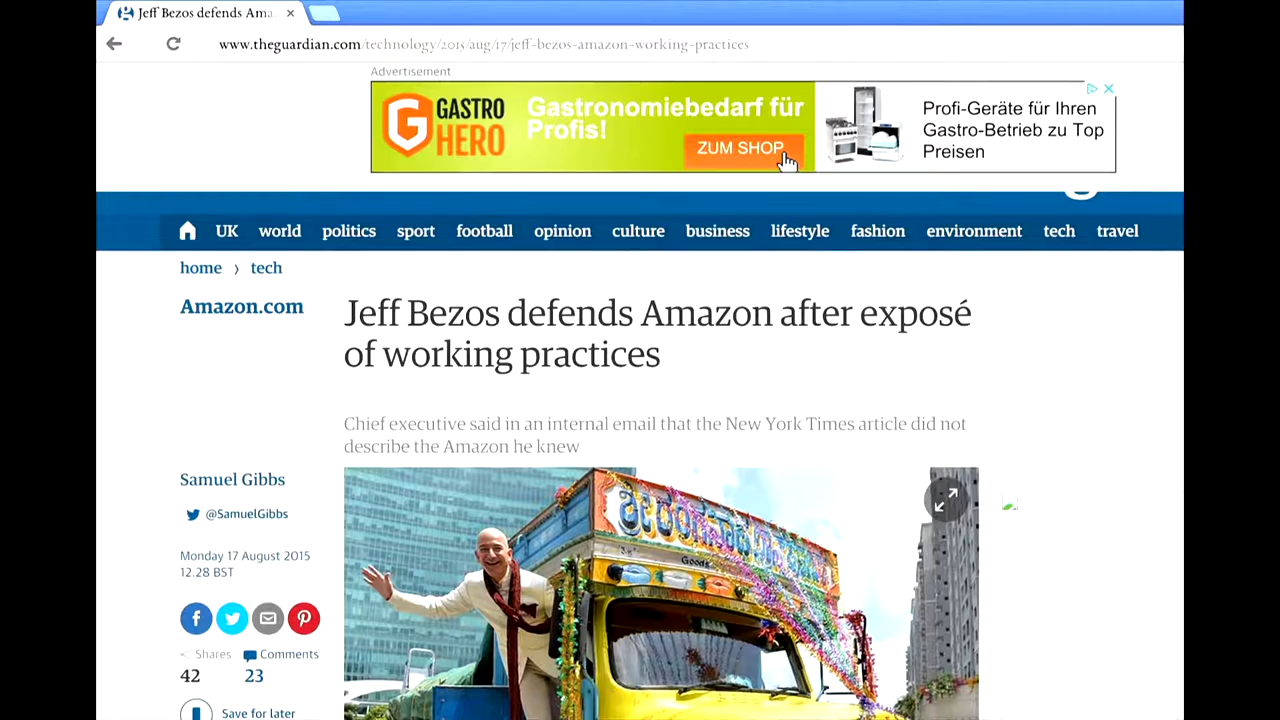 Jeff Bezos defends Ama
www.theguardian.com/technology/2015/aug/17/jeff-bezos-amazon-working-practices
Advertisement
GASTRO
HERO
Gastronomiebedarf für
Profis!
ZUM SHOP
Profi-Geräte für Ihren
Gastro-Betrieb zu Top
Preisen
UK world politics sport football opinion culture business lifestyle fashion environment tech travel
home › tech
Amazon.com
Jeff Bezos defends Amazon after exposé
of working practices
Chief executive said in an internal email that the New York Times article did not
describe the Amazon he knew
Samuel Gibbs
@SamuelGibbs
Monday 17 August 2015
12.28 BST
Shares
Comments
42
23
Save for later
Goods